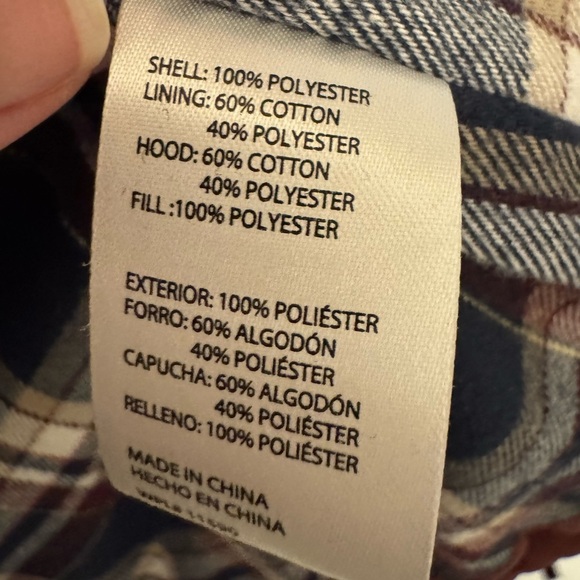 SHELL: 100% POLYESTER
LINING: 60% COTTON
40% POLYESTER
HOOD: 60% COTTON
40% POLYESTER
FILL :100% POLYESTER
EXTERIOR: 100% POLIÉSTER
FORRO: 60% ALGODÓN
40% POLIÉSTER
CAPUCHA: 60% ALGODÓN
40% POLIÉSTER
RELLENO: 100% POLIÉSTER
MADE IN CHINA
HECHO EN CHINA